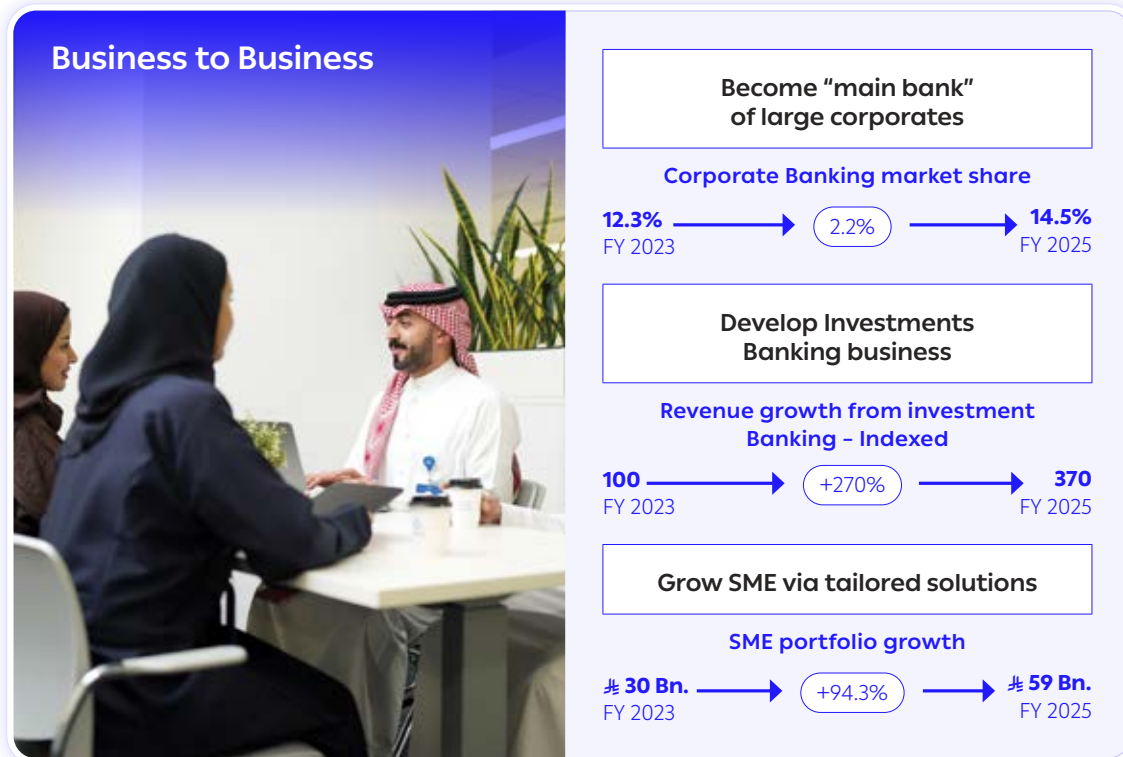 Business to Business
Become “main bank”
of large corporates
Corporate Banking market share
12.3%
FY 2023
2.2%
14.5%
FY 2025
Develop Investments
Banking business
Revenue growth from investment
Banking – Indexed
100
FY 2023
+270%
370
FY 2025
Grow SME via tailored solutions
SME portfolio growth
⃁ 30 Bn.
FY 2023
+94.3%
⃁ 59 Bn.
FY 2025